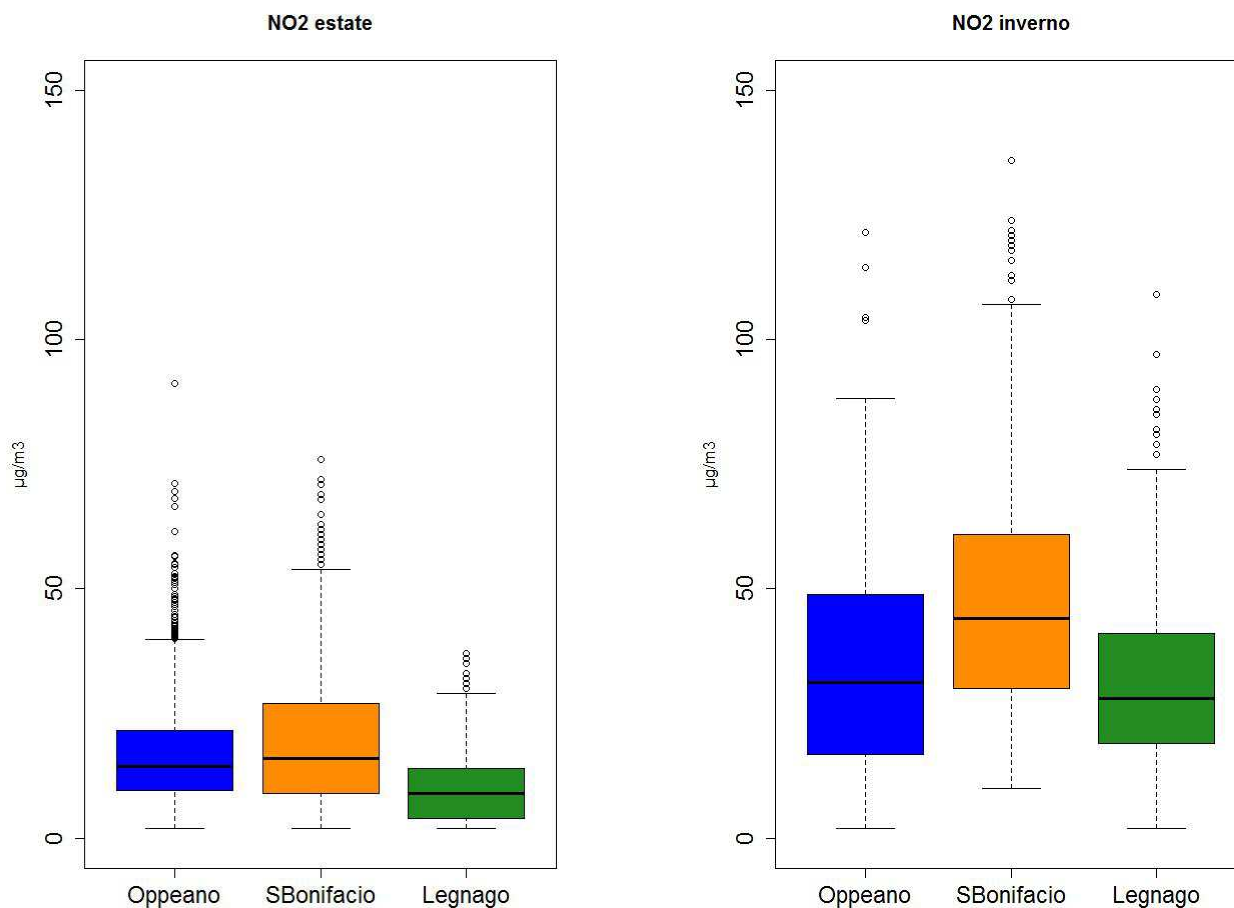 NO2 estate
150
100
50
0
µg/m3
Oppeano SBonifacio Legnago
NO2 inverno
150
100
50
0
µg/m3
Oppeano SBonifacio Legnago